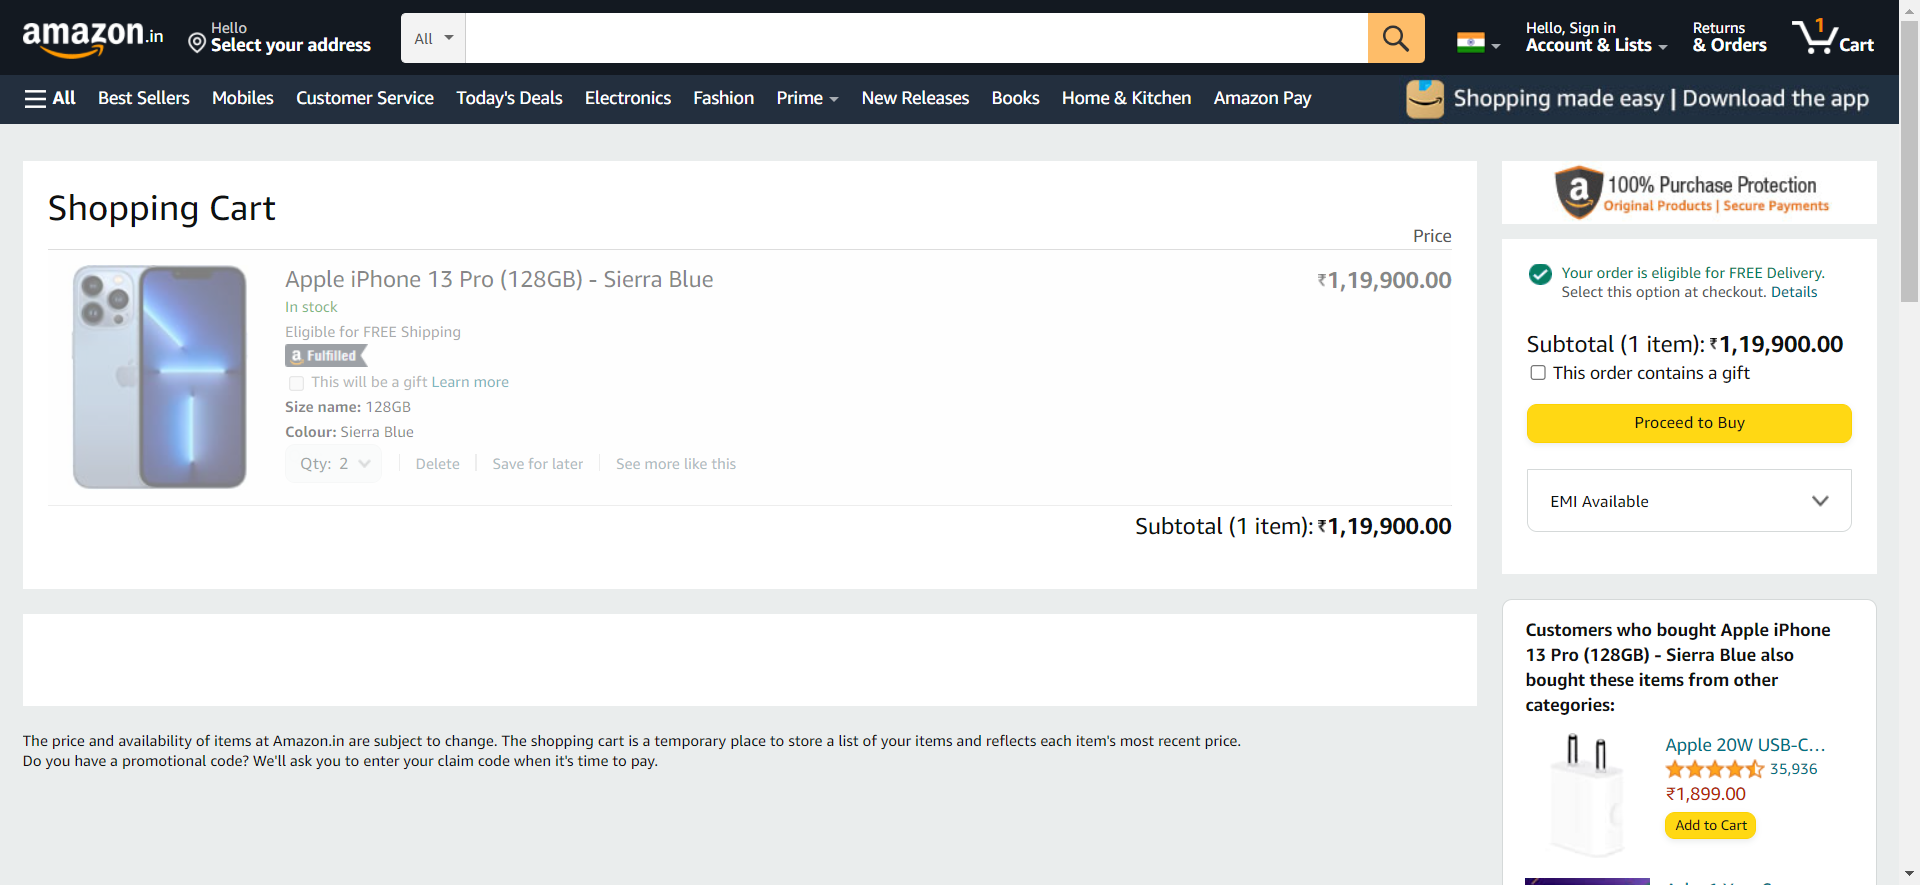 amazon.in
Hello
Select your address
All
Hello, Sign in
Account & Lists
Returns
& Orders
1
Cart
All
Best Sellers
Mobiles
Customer Service
Today's Deals
Electronics
Fashion
Prime
New Releases
Books
Home & Kitchen
Amazon Pay
Shopping made easy | Download the app
Shopping Cart
Price
Apple iPhone 13 Pro (128GB) - Sierra Blue
₹1,19,900.00
In stock
Eligible for FREE Shipping
a Fulfilled
This will be a gift Learn more
Size name: 128GB
Colour: Sierra Blue
Qty: 2
Delete
Save for later
See more like this
Subtotal (1 item): ₹1,19,900.00
The price and availability of items at Amazon.in are subject to change. The shopping cart is a temporary place to store a list of your items and reflects each item's most recent price.
Do you have a promotional code? We'll ask you to enter your claim code when it's time to pay.
a
100% Purchase Protection
Original Products | Secure Payments
Your order is eligible for FREE Delivery.
Select this option at checkout. Details
Subtotal (1 item): ₹1,19,900.00
This order contains a gift
Proceed to Buy
EMI Available
Customers who bought Apple iPhone
13 Pro (128GB) - Sierra Blue also
bought these items from other
categories:
Apple 20W USB-C…
35,936
₹1,899.00
Add to Cart